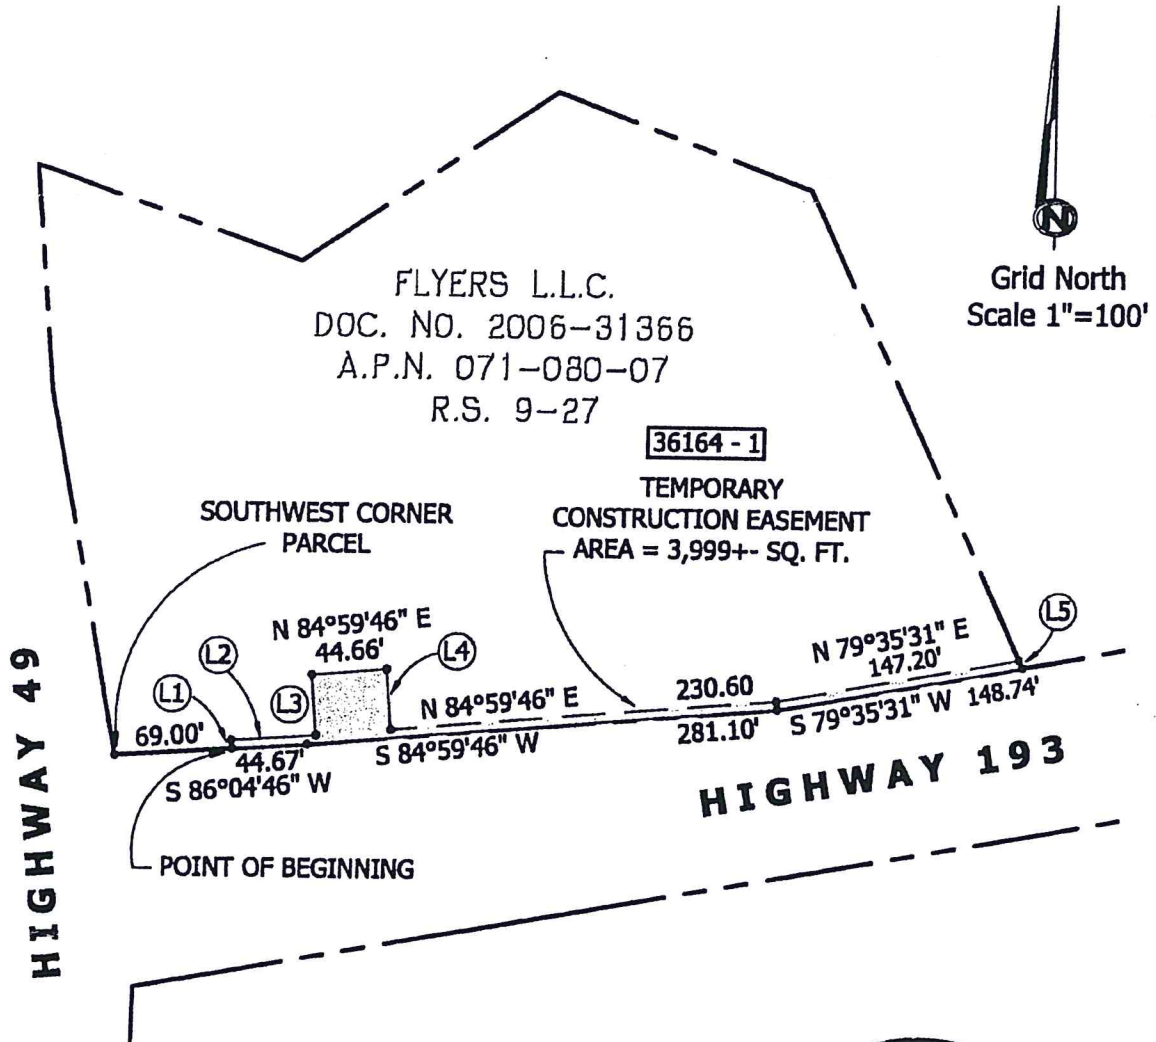 N
Grid North
Scale 1"=100'
FLYERS L.L.C.
DOC. NO. 2006-31366
A.P.N. 071-080-07
R.S. 9-27
36164 - 1
TEMPORARY
CONSTRUCTION EASEMENT
AREA = 3,999+- SQ. FT.
SOUTHWEST CORNER
PARCEL
N 84°59'46" E
44.66'
L1
L2
L3
L4
L5
69.00'
44.67'
S 86°04'46" W
N 84°59'46" E
230.60
S 84°59'46" W
281.10'
N 79°35'31" E
147.20'
S 79°35'31" W 148.74'
HIGHWAY 193
HIGHWAY 49
POINT OF BEGINNING